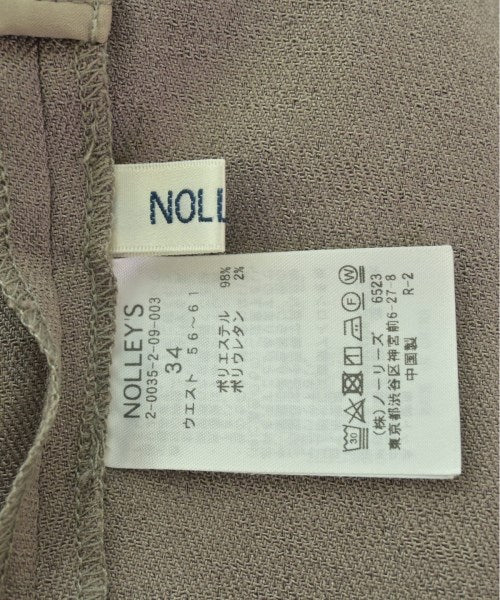 NOLL
NOLLEY'S
2-0035-2-09-003
34
ウエスト 56～61
ポリエステル 98%
ポリウレタン 2%
30
F W
(株)ノーリーズ 6523
東京都渋谷区神宮前6-27-8
中国製 R-2